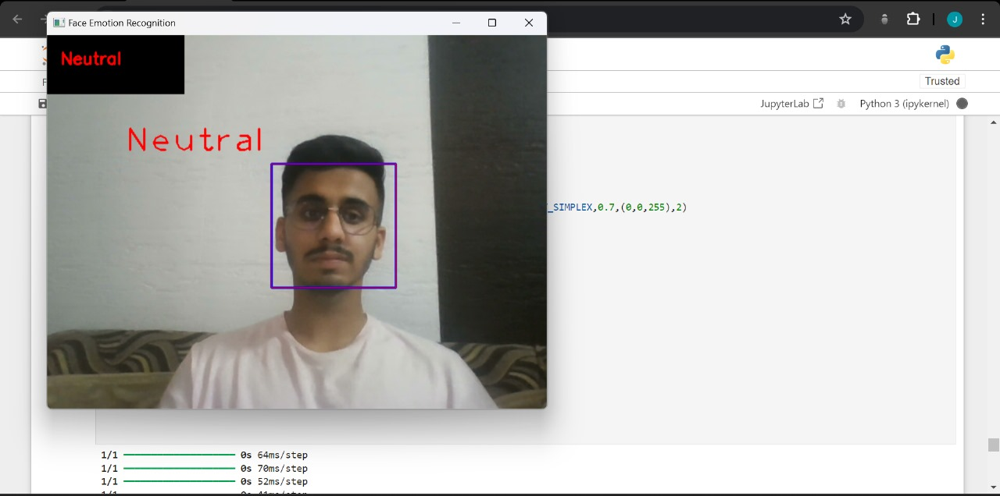 Face Emotion Recognition
J
Neutral
Trusted
JupyterLab
Python 3 (ipykernel)
Neutral
_SIMPLEX,0.7,(0,0,255),2)
1/1 0s 64ms/step
1/1 0s 70ms/step
1/1 0s 52ms/step